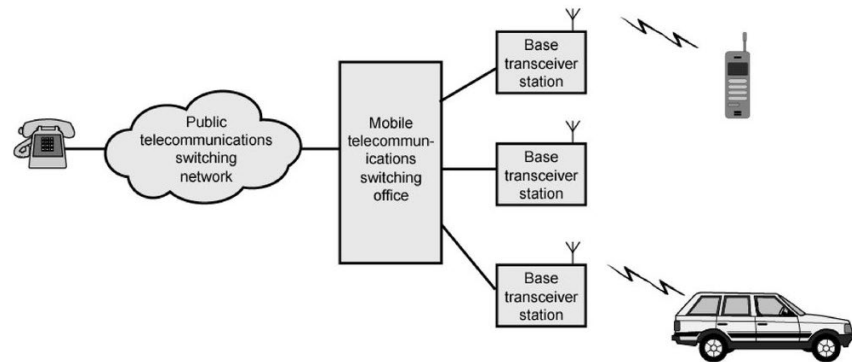 Public
telecommunications
switching
network
Mobile
telecommun-
ications
switching
office
Base
transceiver
station
Base
transceiver
station
Base
transceiver
station